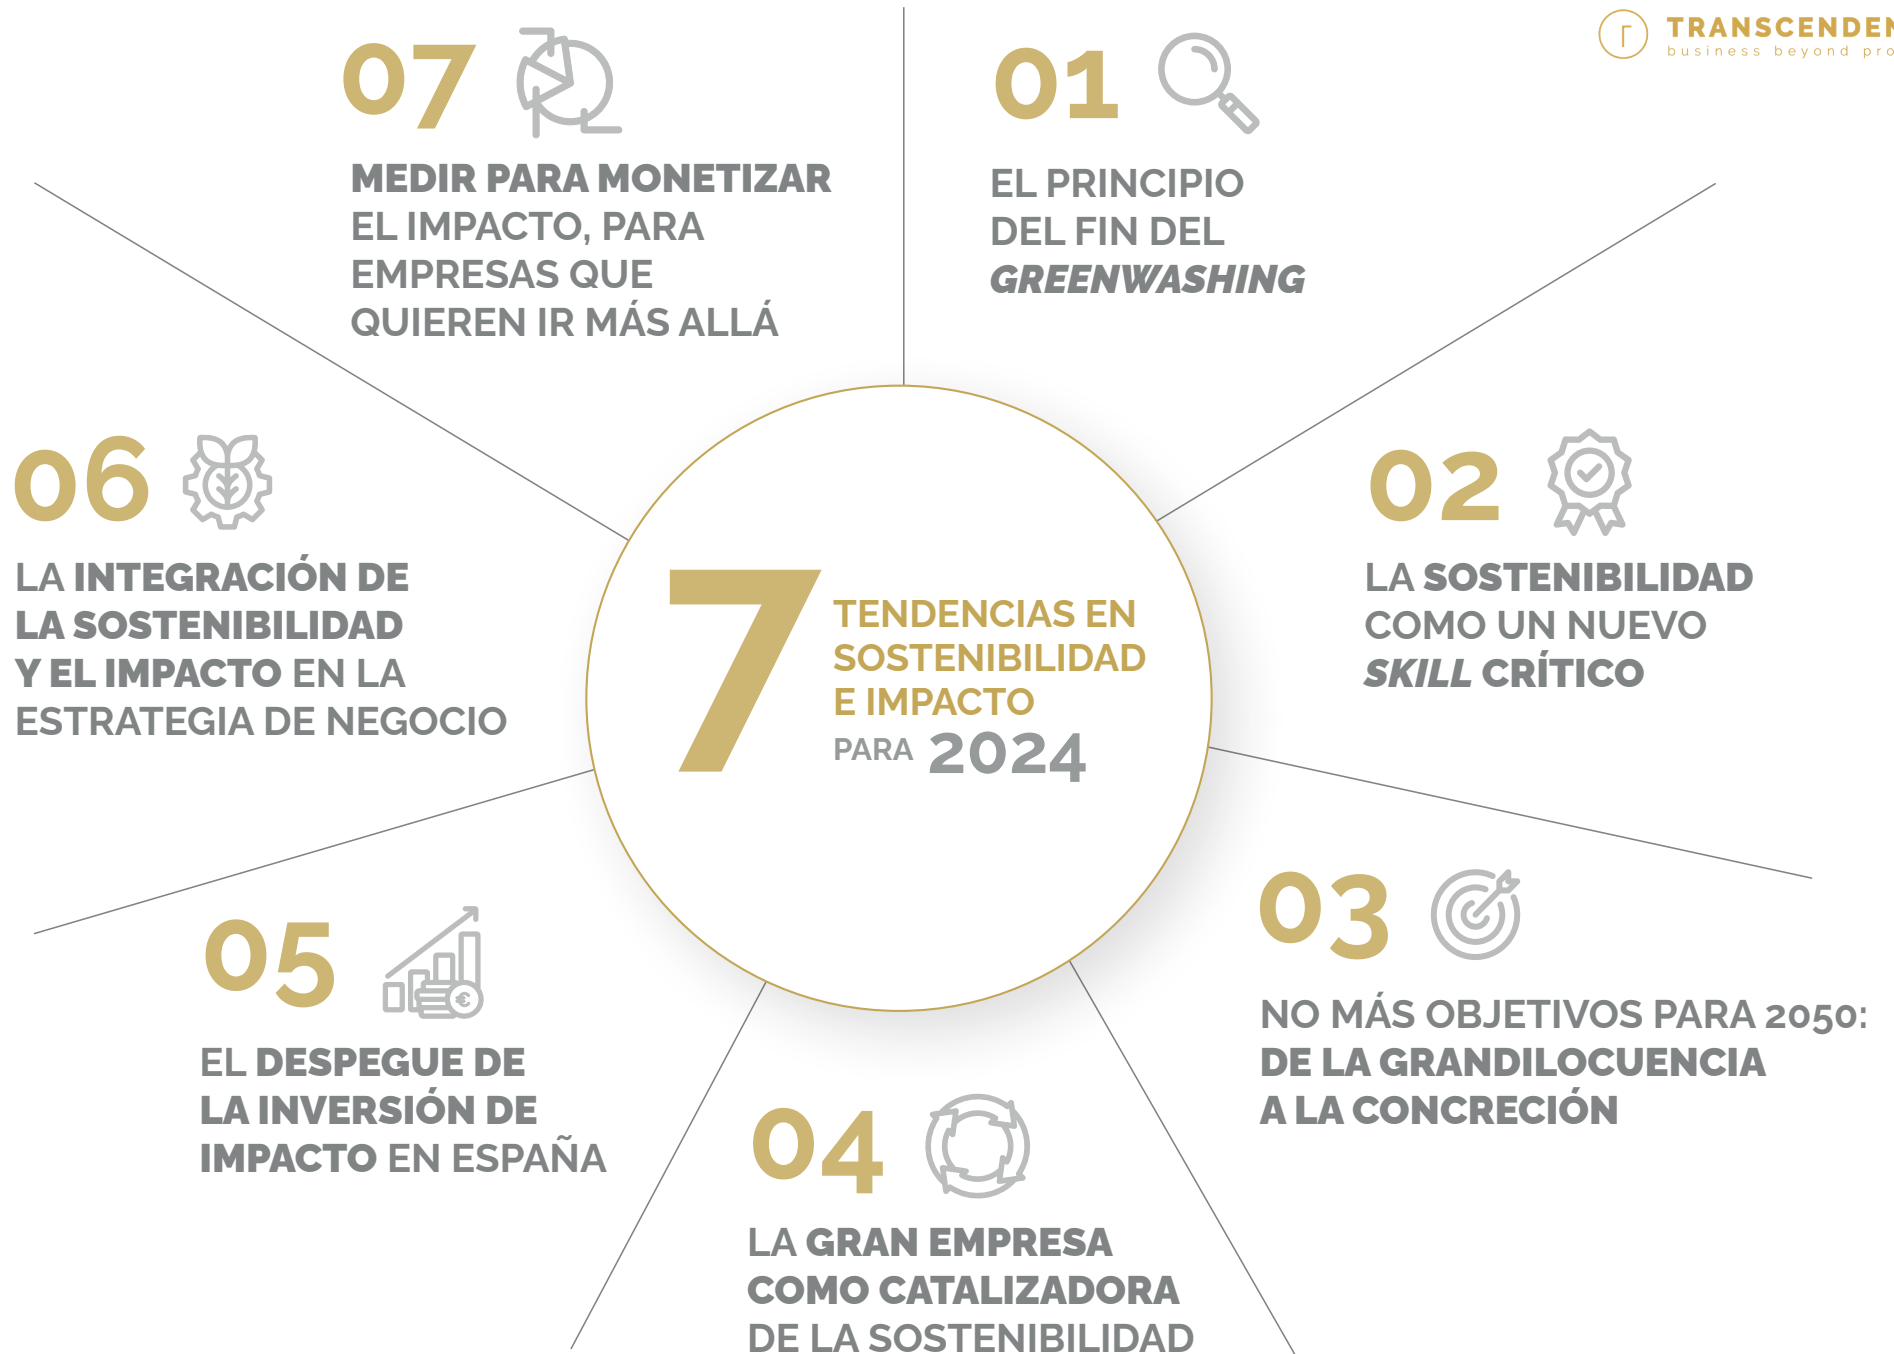 TRANSCENDEN
business beyond pro
01
EL PRINCIPIO
DEL FIN DEL
GREENWASHING
02
LA SOSTENIBILIDAD
COMO UN NUEVO
SKILL CRÍTICO
03
NO MÁS OBJETIVOS PARA 2050:
DE LA GRANDILOCUENCIA
A LA CONCRECIÓN
04
LA GRAN EMPRESA
COMO CATALIZADORA
DE LA SOSTENIBILIDAD
05
EL DESPEGUE DE
LA INVERSIÓN DE
IMPACTO EN ESPAÑA
06
LA INTEGRACIÓN DE
LA SOSTENIBILIDAD
Y EL IMPACTO EN LA
ESTRATEGIA DE NEGOCIO
07
MEDIR PARA MONETIZAR
EL IMPACTO, PARA
EMPRESAS QUE
QUIEREN IR MÁS ALLÁ
7
TENDENCIAS EN
SOSTENIBILIDAD
E IMPACTO
PARA 2024
€